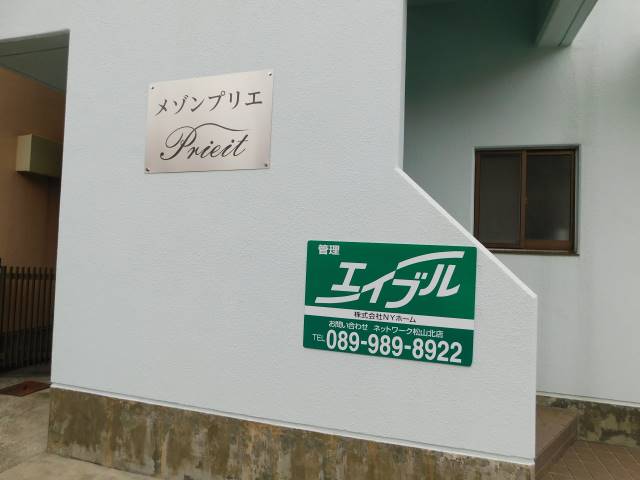 メゾンプリエ
Prieit
管理
エイブル
株式会社NYホーム
お問い合わせ ネットワーク松山北店
TEL 089-989-8922